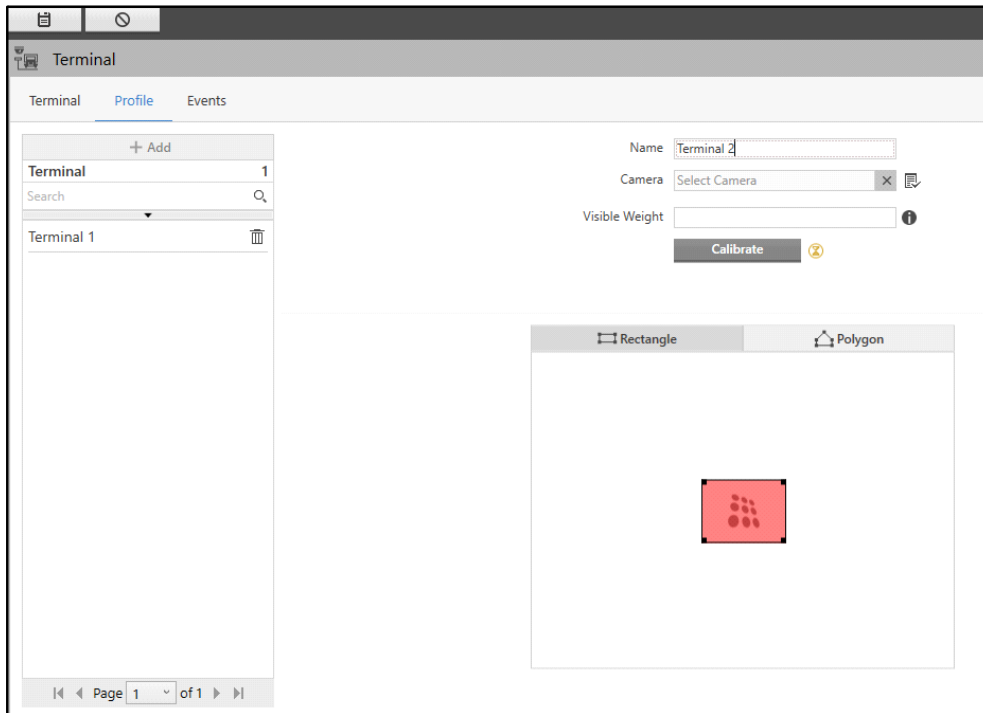 Terminal
Terminal Profile Events
+ Add
Terminal 1
Search
Terminal 1
Page 1 of 1
Name Terminal 2
Camera Select Camera
Visible Weight
Calibrate
Rectangle Polygon